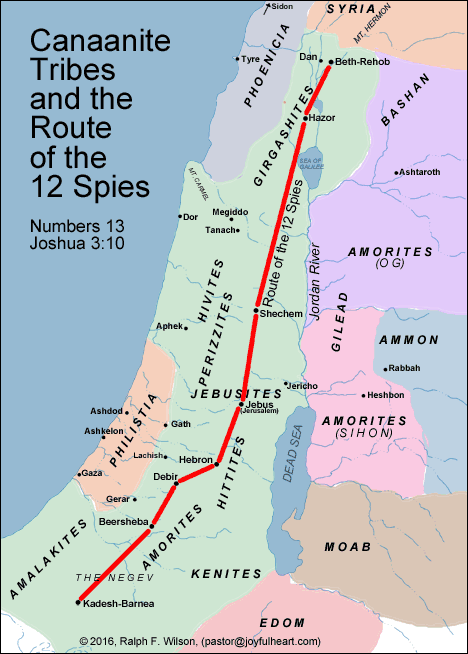 Canaanite
Tribes
and the
Route
of the
12 Spies
Numbers 13
Joshua 3:10
Sidon
SYRIA
MT. HERMON
Tyre
PHOENICIA
Dan
Beth-Rehob
BASHAN
Hazor
GIRGASHITES
SEA OF
GALILEE
MT. CARMEL
Ashtaroth
Dor
Megiddo
Tanach
Route of the 12 Spies
Jordan River
AMORITES
(OG)
HIVITES
PERIZZITES
Shechem
GILEAD
Aphek
AMMON
Rabbah
JEBUSITES
Jericho
Heshbon
Jebus
(Jerusalem)
Ashdod
Gath
AMORITES
(SIHON)
Ashkelon
PHILISTIA
Lachish
Hebron
HITTITES
DEAD SEA
Gaza
Debir
Gerar
Beersheba
AMORITES
AMALAKITES
MOAB
THE NEGEV
KENITES
Kadesh-Barnea
EDOM
© 2016, Ralph F. Wilson, (pastor@joyfulheart.com)